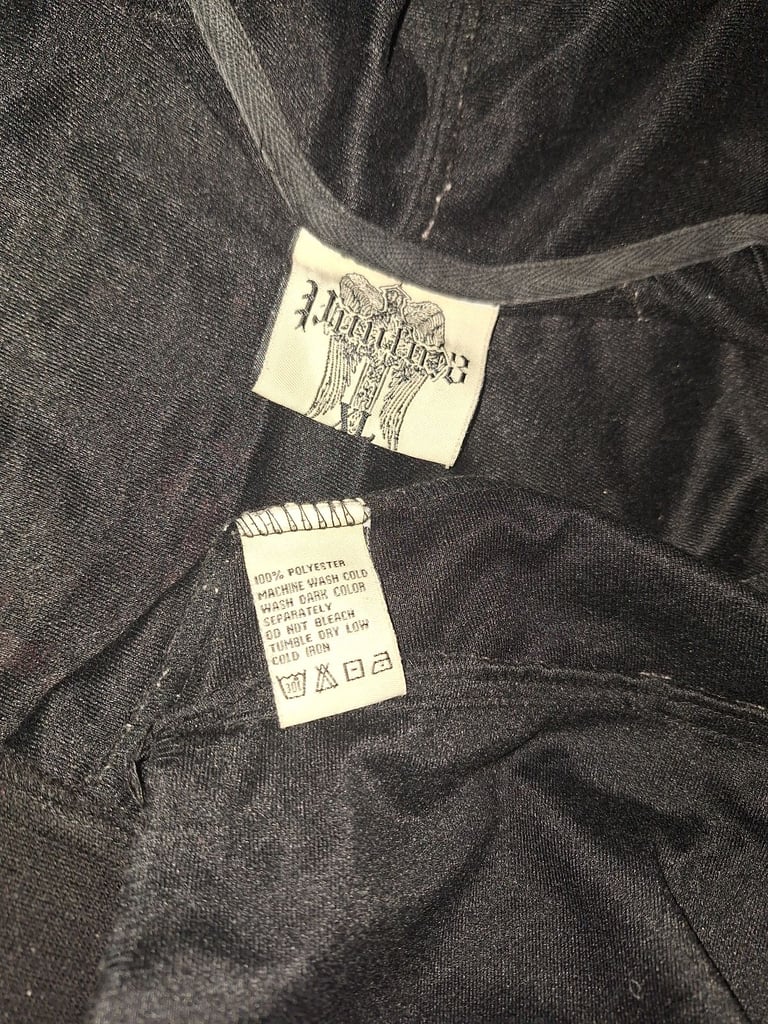 XL
100% POLYESTER
MACHINE WASH COLD
WASH DARK COLOR
SEPARATELY
DO NOT BLEACH
TUMBLE DRY LOW
COLD IRON